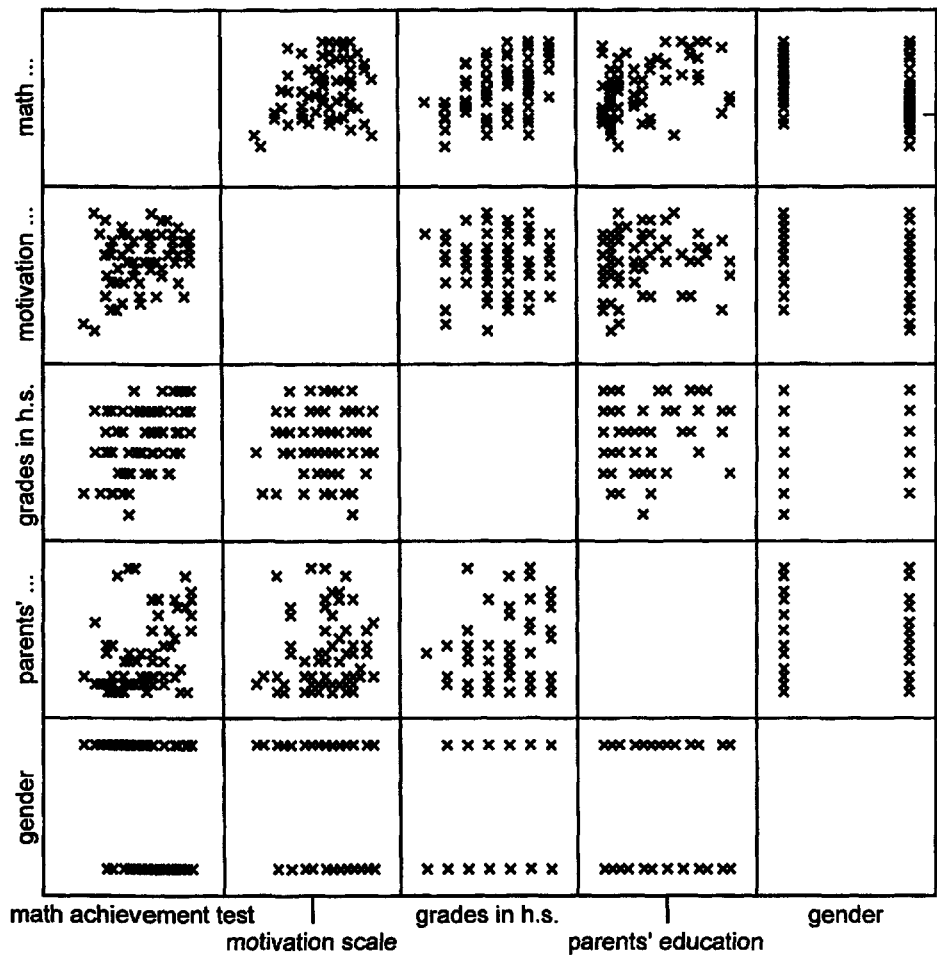 math ...
motivation ...
grades in h.s.
parents' ...
gender
math achievement test
motivation scale
grades in h.s.
parents' education
gender